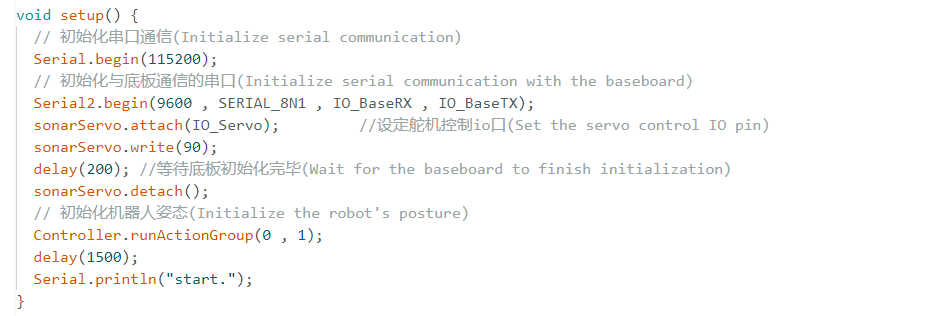 void setup() {
// 初始化串口通信(Initialize serial communication)
Serial.begin(115200);
// 初始化与底板通信的串口(Initialize serial communication with the baseboard)
Serial2.begin(9600 , SERIAL_8N1 , IO_BaseRX , IO_BaseTX);
sonarServo.attach(IO_Servo);          //设定舵机控制io口(Set the servo control IO pin)
sonarServo.write(90);
delay(200); //等待底板初始化完毕(Wait for the baseboard to finish initialization)
sonarServo.detach();
// 初始化机器人姿态(Initialize the robot's posture)
Controller.runActionGroup(0 , 1);
delay(1500);
Serial.println("start.");
}